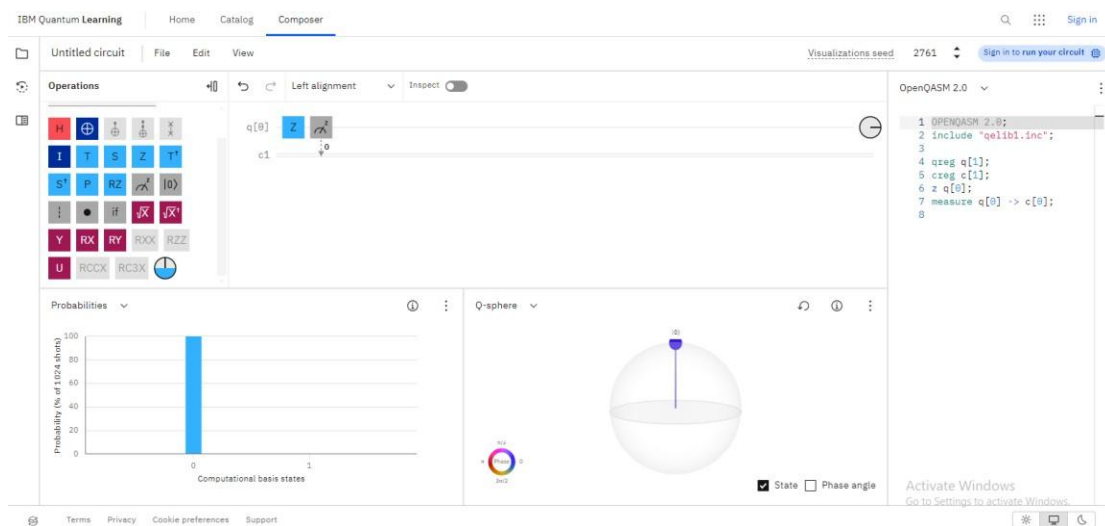 IBM Quantum Learning Home Catalog Composer Sign in
Untitled circuit File Edit View Visualizations seed 2761 Sign in to run your circuit
Operations Left alignment Inspect OpenQASM 2.0
H
I T S Z T†
S† P RZ z |0⟩
if √X √X†
Y RX RY RXX RZZ
U RCCX RC3X
q[0] Z z
c1 0
1 OPENQASM 2.0;
2 include "qelib1.inc";
3
4 qreg q[1];
5 creg c[1];
6 z q[0];
7 measure q[0] -> c[0];
8
Probabilities
Probability (% of 1024 shots)
100
80
60
40
20
0
0 1
Computational basis states
Q-sphere
|0⟩
π/2
π Phase 0
3π/2
State Phase angle
Activate Windows
Go to Settings to activate Windows.
Terms Privacy Cookie preferences Support